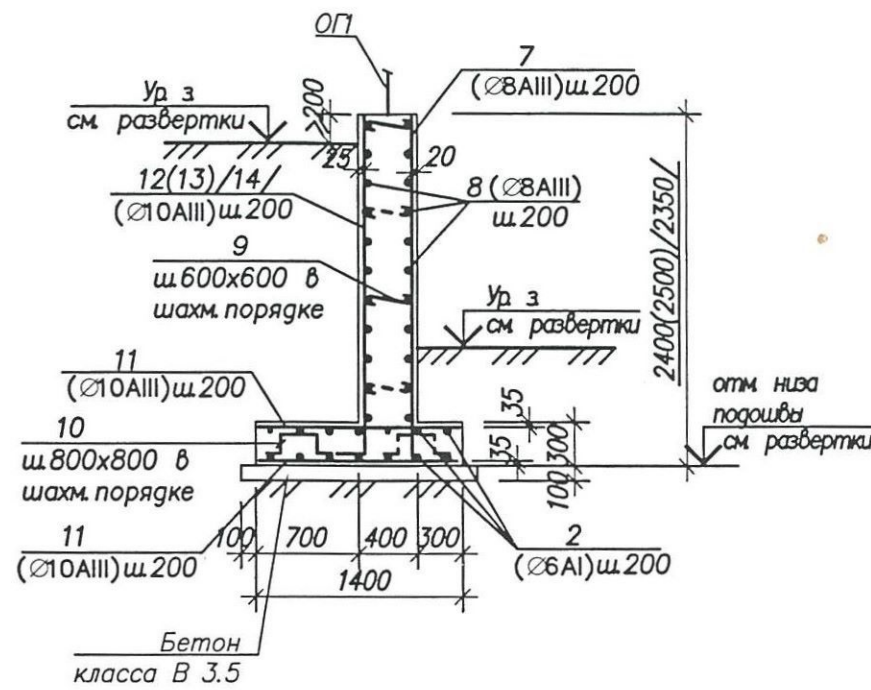 ОГ1
7
(∅8АIII)ш.200
Ур. з.
см. развертки
200
25
20
12(13)/14/
(∅10АIII)ш.200
8 (∅8АIII)
ш.200
2400(2500)/2350/
9
ш.600х600 в
шахм. порядке
Ур. з.
см. развертки
11
(∅10АIII)ш.200
35
отм. низа
подошвы
см. развертки
10
ш.800х800 в
шахм. порядке
35
300
100
11
(∅10АIII)ш.200
100
700
400
300
2
(∅6АI)ш.200
1400
Бетон
класса В 3.5